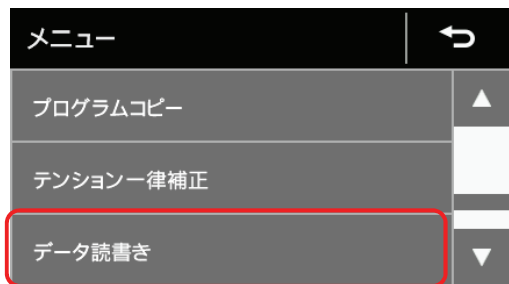 メニュー
プログラムコピー
テンション一律補正
データ読書き